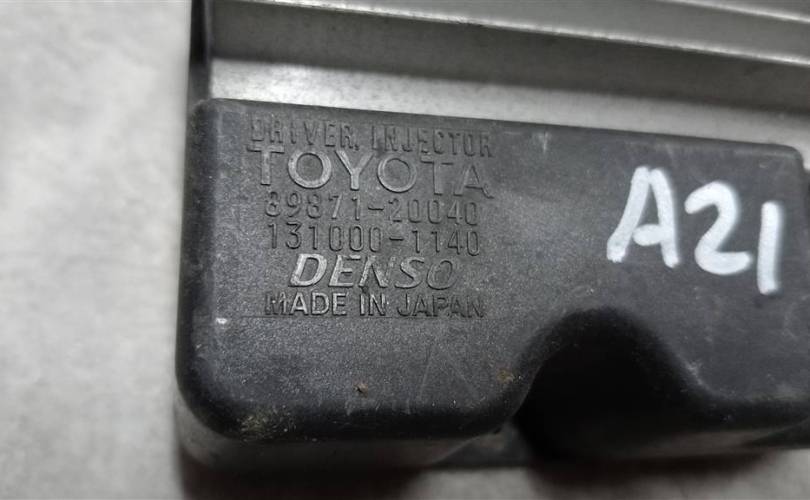 DRIVER, INJECTOR
TOYOTA
89871-20040
131000-1140
DENSO
MADE IN JAPAN
A21